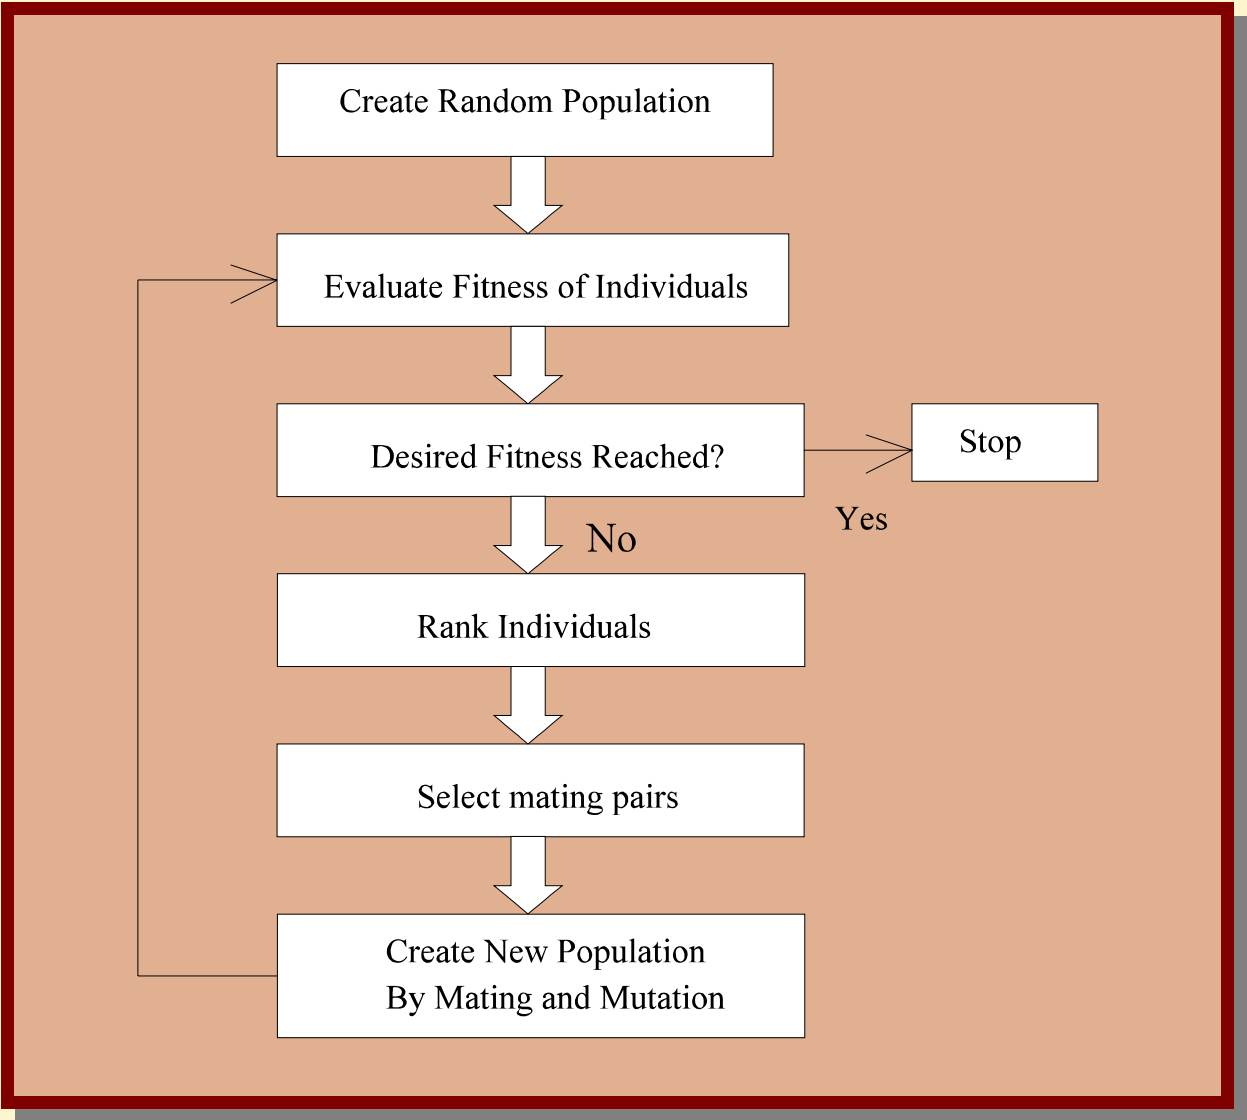 Create Random Population
Evaluate Fitness of Individuals
Desired Fitness Reached?
Stop
Yes
No
Rank Individuals
Select mating pairs
Create New Population
By Mating and Mutation